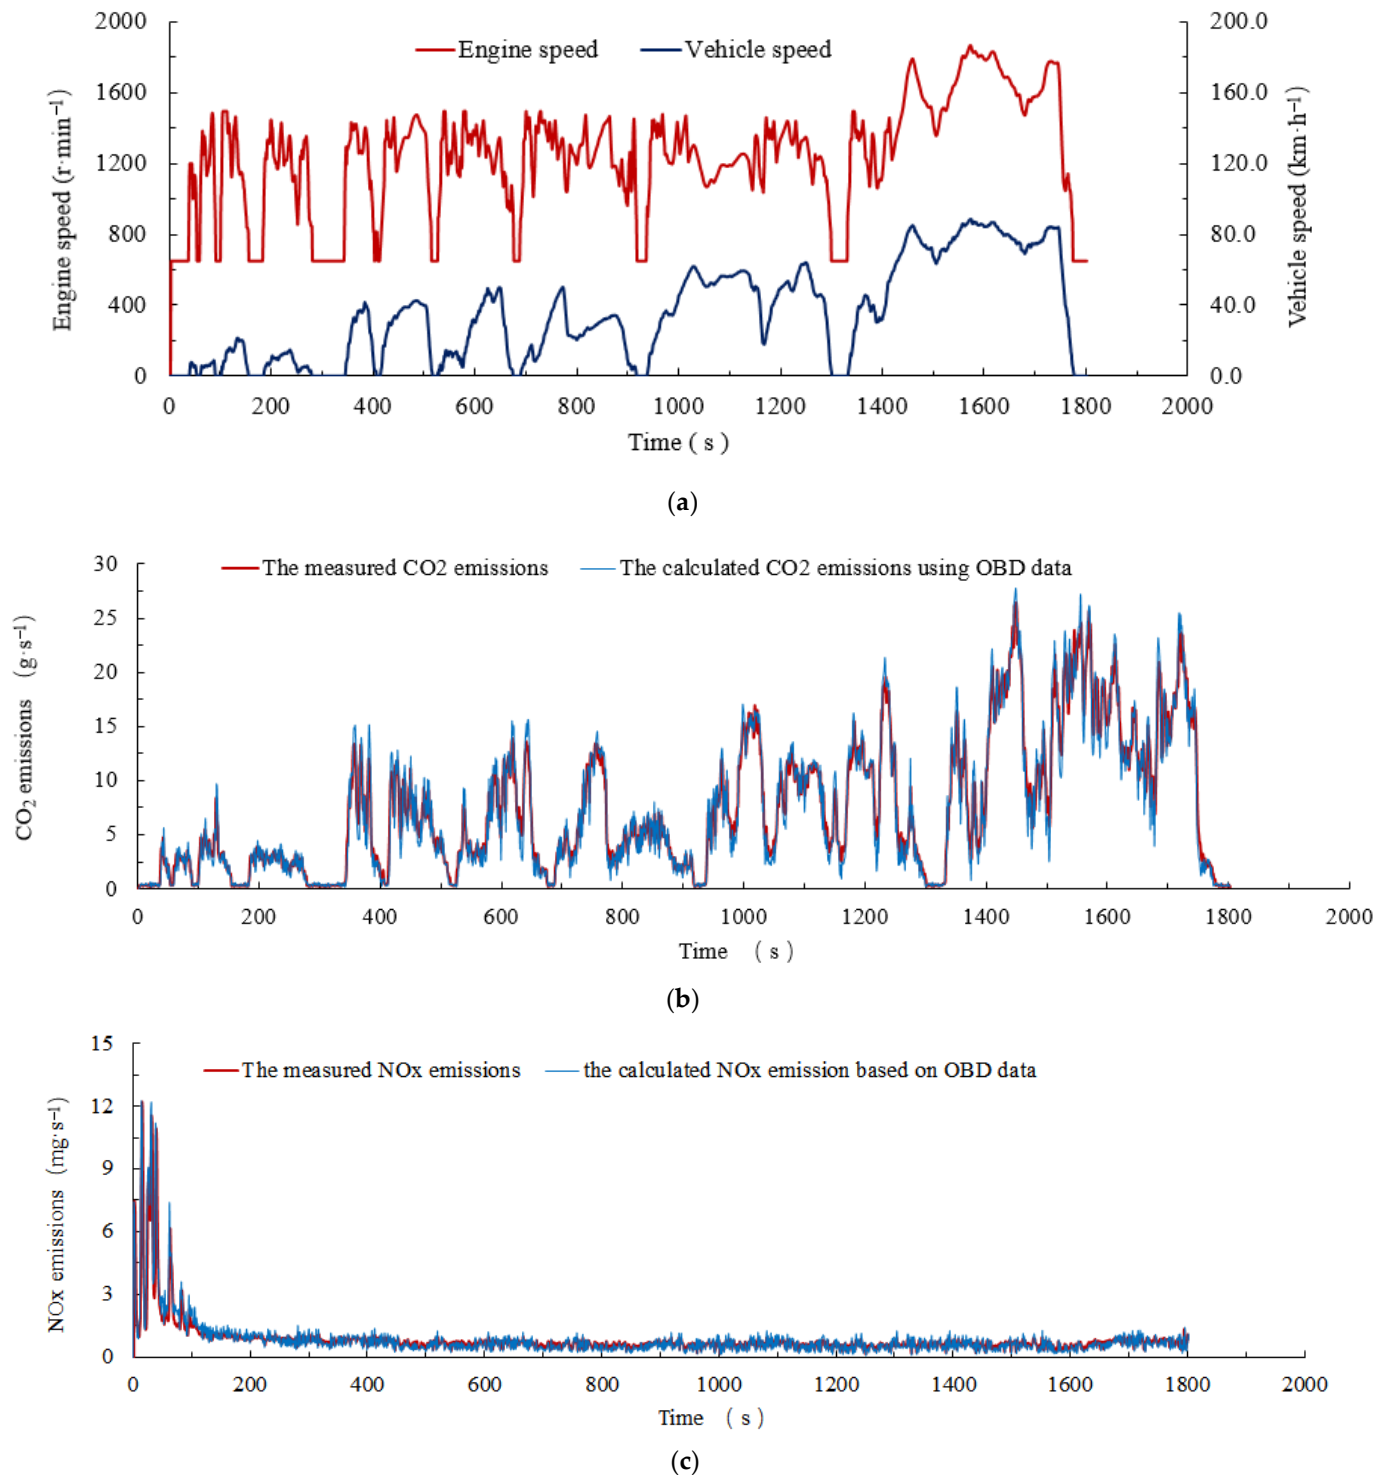 2000 200.0
Engine speed Vehicle speed
1600 160.0
1200 120.0
800 80.0
400 40.0
0 0.0
Engine speed (r·min⁻¹)
Vehicle speed (km·h⁻¹)
0 200 400 600 800 1000 1200 1400 1600 1800 2000
Time ( s )
(a)
30
The measured CO2 emissions The calculated CO2 emissions using OBD data
25
20
15
10
5
0
CO₂ emissions (g·s⁻¹)
0 200 400 600 800 1000 1200 1400 1600 1800 2000
Time ( s )
(b)
15
The measured NOx emissions the calculated NOx emission based on OBD data
12
9
6
3
0
NOx emissions (mg·s⁻¹)
0 200 400 600 800 1000 1200 1400 1600 1800 2000
Time ( s )
(c)